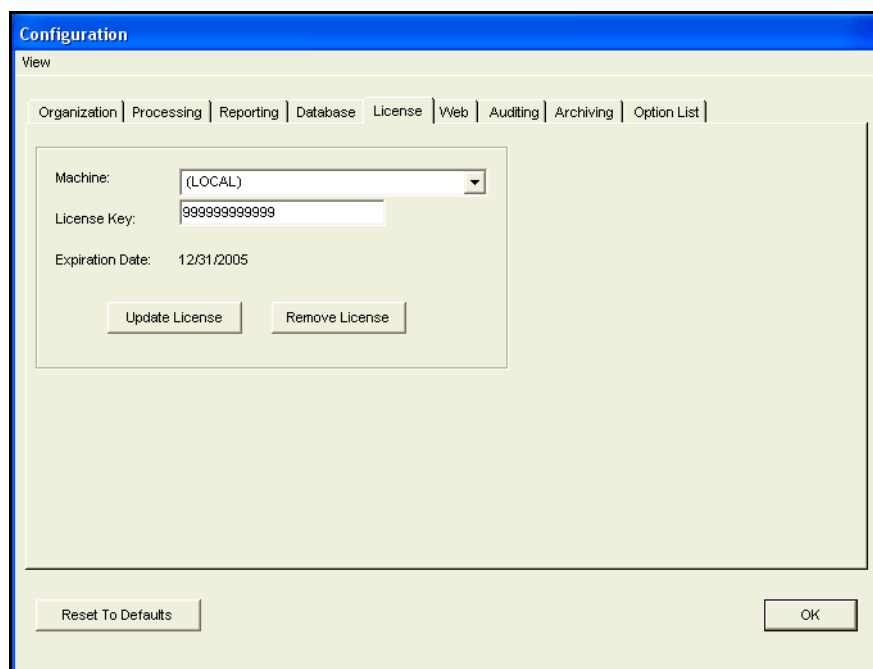 Configuration
View
Organization Processing Reporting Database License Web Auditing Archiving Option List
Machine: (LOCAL)
License Key: 999999999999
Expiration Date: 12/31/2005
Update License Remove License
Reset To Defaults OK